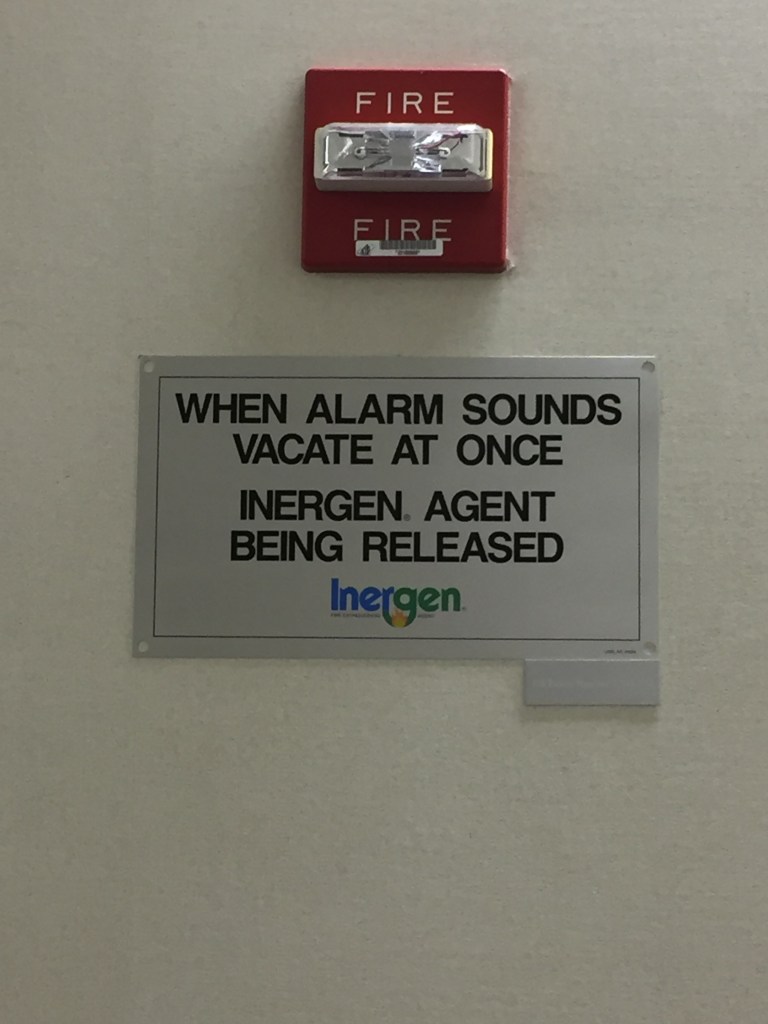 FIRE
FIRE
WHEN ALARM SOUNDS
VACATE AT ONCE
INERGEN® AGENT
BEING RELEASED
Inergen®